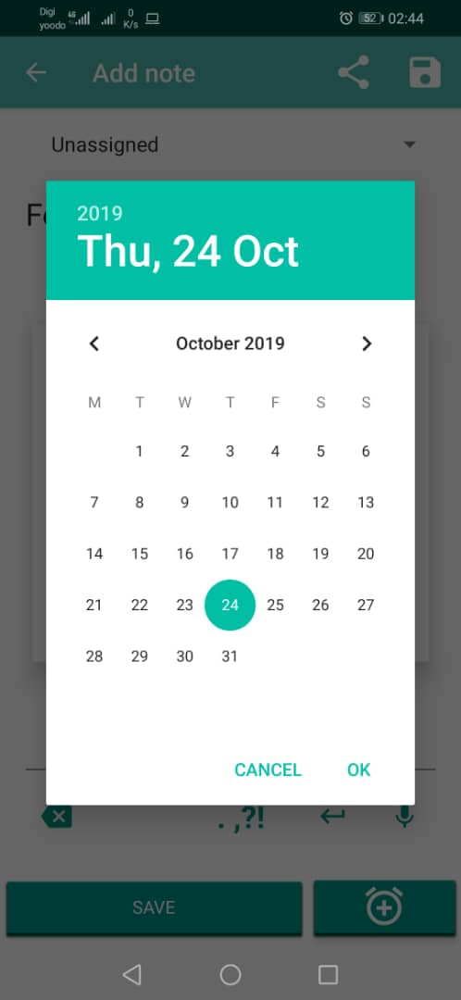 Digi 4G 0 52 02:44
yoodo K/s
Add note
Unassigned
2019
Thu, 24 Oct
October 2019
M T W T F S S
1 2 3 4 5 6
7 8 9 10 11 12 13
14 15 16 17 18 19 20
21 22 23 24 25 26 27
28 29 30 31
CANCEL OK
. ,?!
SAVE